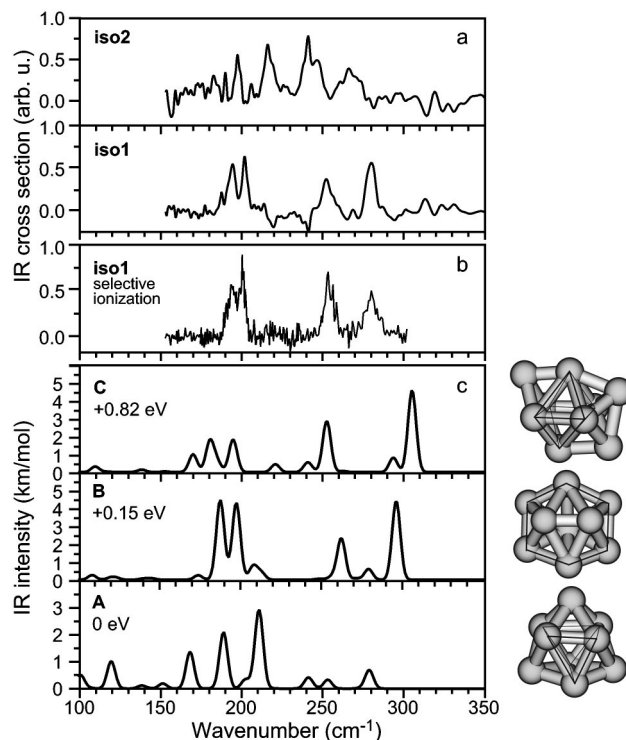 iso2
a
1.0
0.5
0.0
IR cross section (arb. u.)
iso1
1.0
0.5
0.0
iso1
selective
ionization
b
1.0
0.5
0.0
C
+0.82 eV
c
5
4
3
2
1
0
IR intensity (km/mol)
B
+0.15 eV
5
4
3
2
1
0
A
0 eV
3
2
1
0
100 150 200 250 300 350
Wavenumber (cm⁻¹)